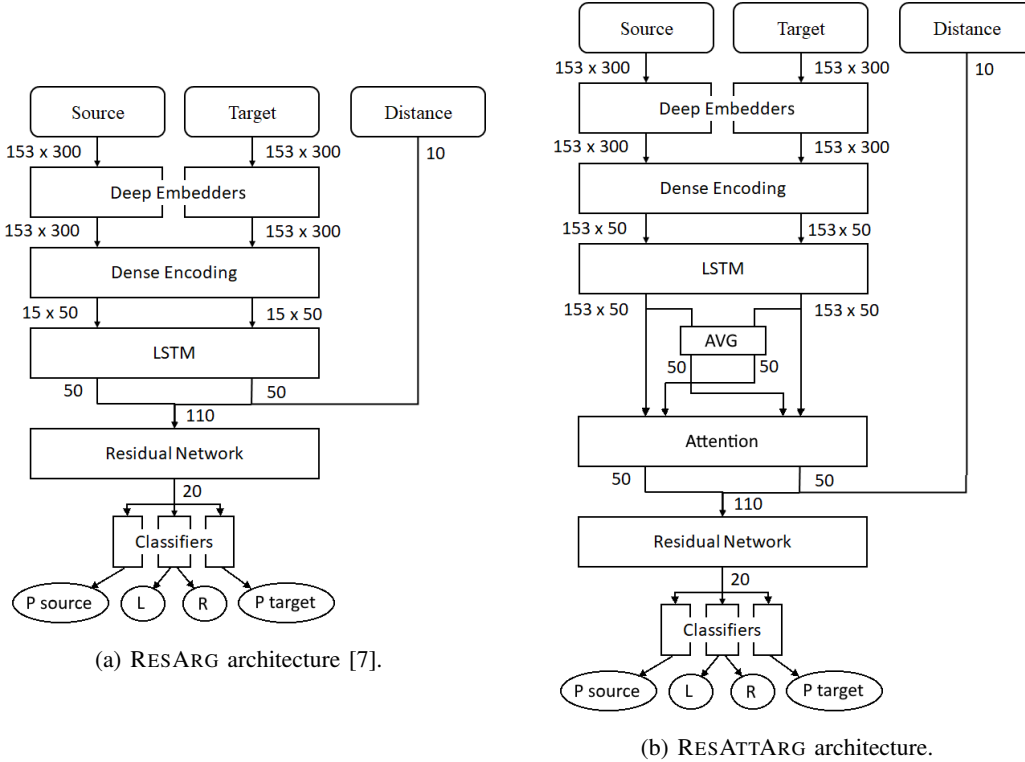 Source Target Distance
153 x 300 153 x 300 10
Deep Embedders
153 x 300 153 x 300
Dense Encoding
15 x 50 15 x 50
LSTM
50 50
110
Residual Network
20
Classifiers
P source L R P target
(a) RESARG architecture [7].
Source Target Distance
153 x 300 153 x 300 10
Deep Embedders
153 x 300 153 x 300
Dense Encoding
153 x 50 153 x 50
LSTM
153 x 50 153 x 50
AVG
50 50
Attention
50 50
110
Residual Network
20
Classifiers
P source L R P target
(b) RESATTARG architecture.